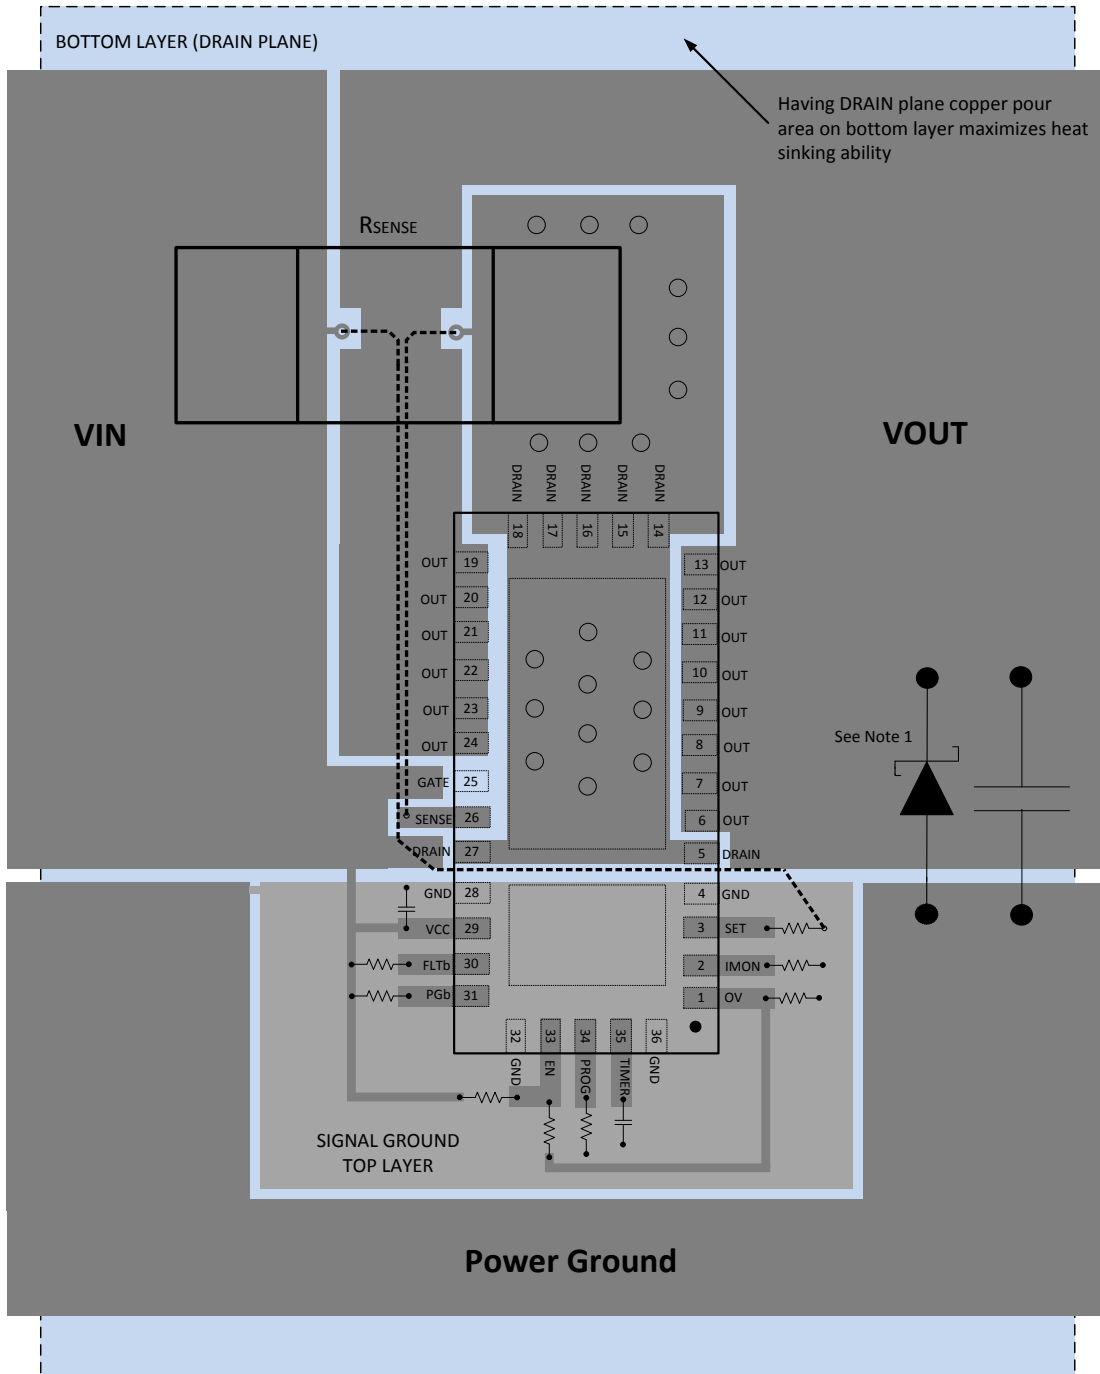 BOTTOM LAYER (DRAIN PLANE)
Having DRAIN plane copper pour
area on bottom layer maximizes heat
sinking ability
RSENSE
VIN
VOUT
DRAIN DRAIN DRAIN DRAIN DRAIN
18 17 16 15 14
OUT 19
OUT 20
OUT 21
OUT 22
OUT 23
OUT 24
GATE 25
SENSE 26
DRAIN 27
GND 28
VCC 29
FLTb 30
PGb 31
13 OUT
12 OUT
11 OUT
10 OUT
9 OUT
8 OUT
7 OUT
6 OUT
5 DRAIN
4 GND
3 SET
2 IMON
1 OV
See Note 1
32 33 34 35 36
GND EN PROG TIMER GND
SIGNAL GROUND
TOP LAYER
Power Ground